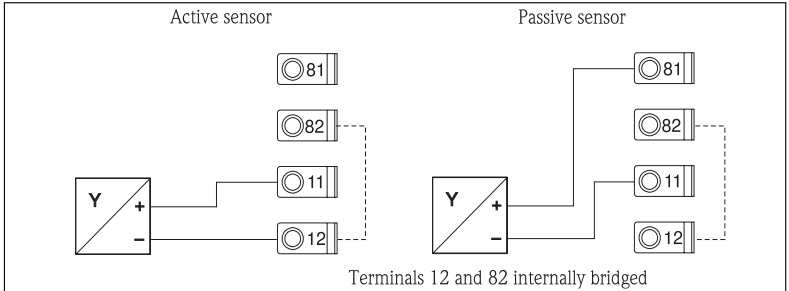 Active sensor Passive sensor
81 81
82 82
Y + 11 Y + 11
– 12 – 12
Terminals 12 and 82 internally bridged